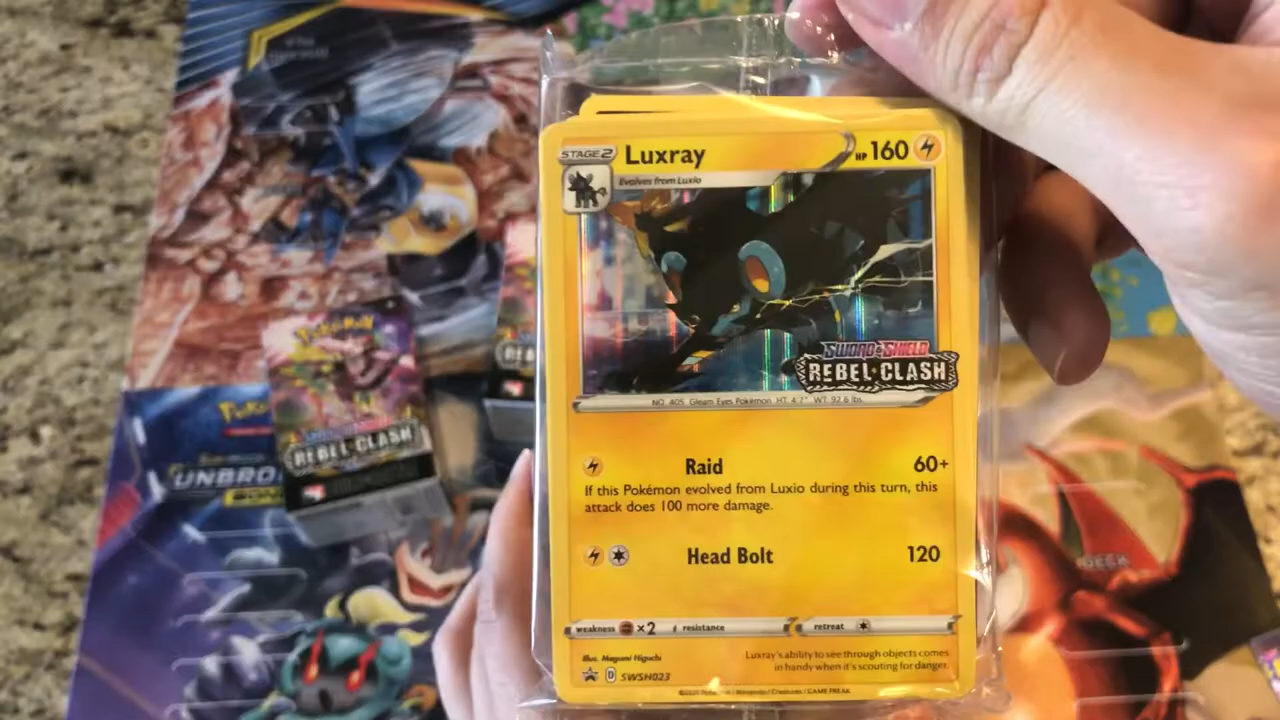 STAGE2
Luxray
HP 160
Evolves from Luxio
SWORD & SHIELD
REBEL CLASH
NO. 405 Gleam Eyes Pokémon HT: 4'7" WT: 92.6 lbs.
Raid 60+
If this Pokémon evolved from Luxio during this turn, this
attack does 100 more damage.
Head Bolt 120
weakness ×2 resistance retreat
Illus. Megumi Higuchi
Luxray's ability to see through objects comes
in handy when it's scouting for danger.
D SWSH023
Pokémon
REBEL CLASH
UNBRO